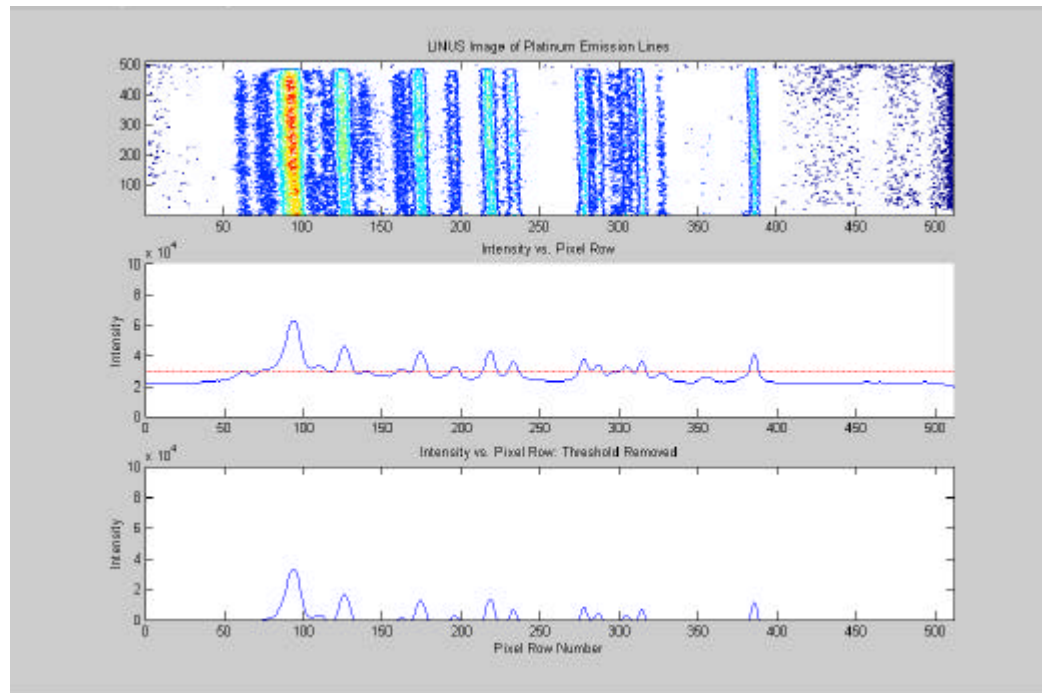 LINUS Image of Platinum Emission Lines
500
400
300
200
100
50 100 150 200 250 300 350 400 450 500
Intensity vs. Pixel Row
x 10^4
10
8
6
4
2
0
Intensity
0 50 100 150 200 250 300 350 400 450 500
Intensity vs. Pixel Row: Threshold Removed
x 10^4
10
8
6
4
2
0
Intensity
0 50 100 150 200 250 300 350 400 450 500
Pixel Row Number